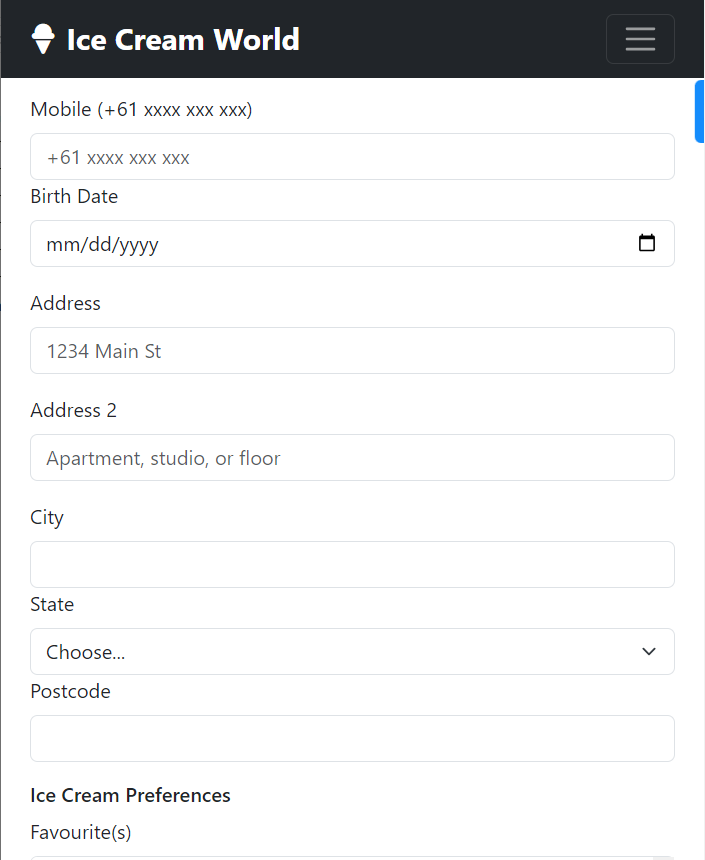 Ice Cream World
Mobile (+61 xxxx xxx xxx)
+61 xxxx xxx xxx
Birth Date
mm/dd/yyyy
Address
1234 Main St
Address 2
Apartment, studio, or floor
City
State
Choose...
Postcode
Ice Cream Preferences
Favourite(s)